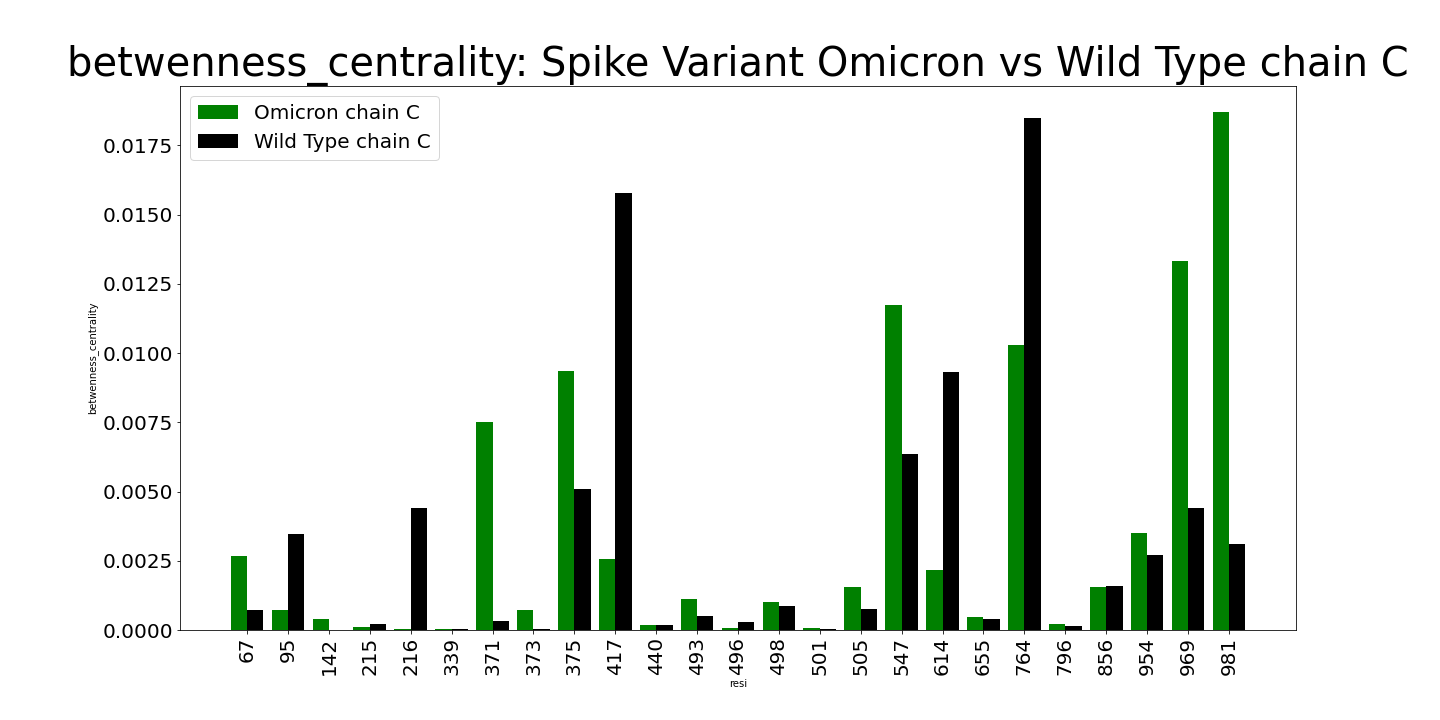 betwenness_centrality: Spike Variant Omicron vs Wild Type chain C
Omicron chain C
Wild Type chain C
0.0175
0.0150
0.0125
0.0100
0.0075
0.0050
0.0025
0.0000
betwenness_centrality
67 95 142 215 216 339 371 373 375 417 440 493 496 498 501 505 547 614 655 764 796 856 954 969 981
resi